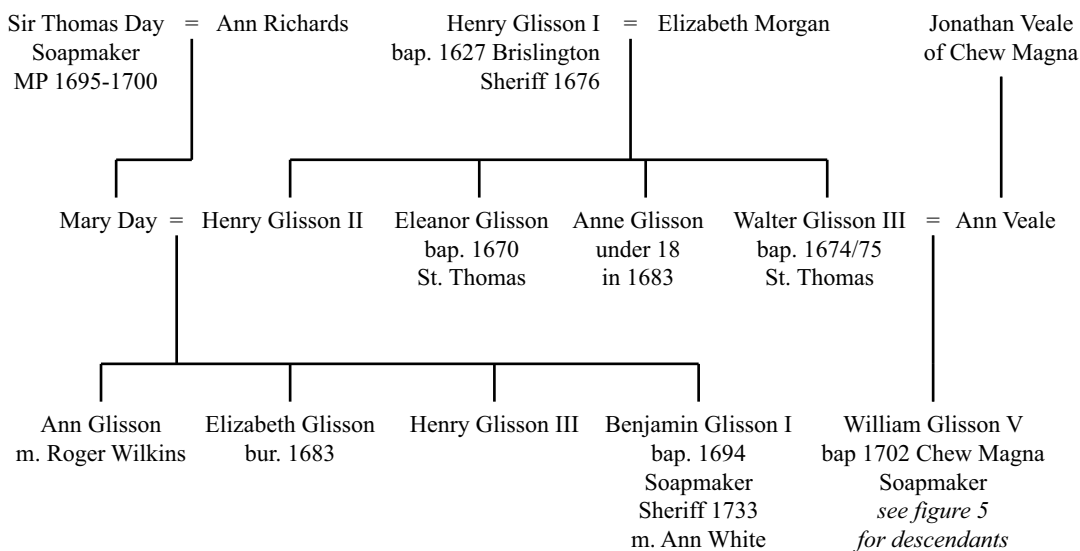 Sir Thomas Day = Ann Richards
Soapmaker
MP 1695-1700
Henry Glisson I = Elizabeth Morgan
bap. 1627 Brislington
Sheriff 1676
Jonathan Veale
of Chew Magna
Mary Day = Henry Glisson II
Eleanor Glisson
bap. 1670
St. Thomas
Anne Glisson
under 18
in 1683
Walter Glisson III = Ann Veale
bap. 1674/75
St. Thomas
Ann Glisson
m. Roger Wilkins
Elizabeth Glisson
bur. 1683
Henry Glisson III
Benjamin Glisson I
bap. 1694
Soapmaker
Sheriff 1733
m. Ann White
William Glisson V
bap 1702 Chew Magna
Soapmaker
see figure 5
for descendants